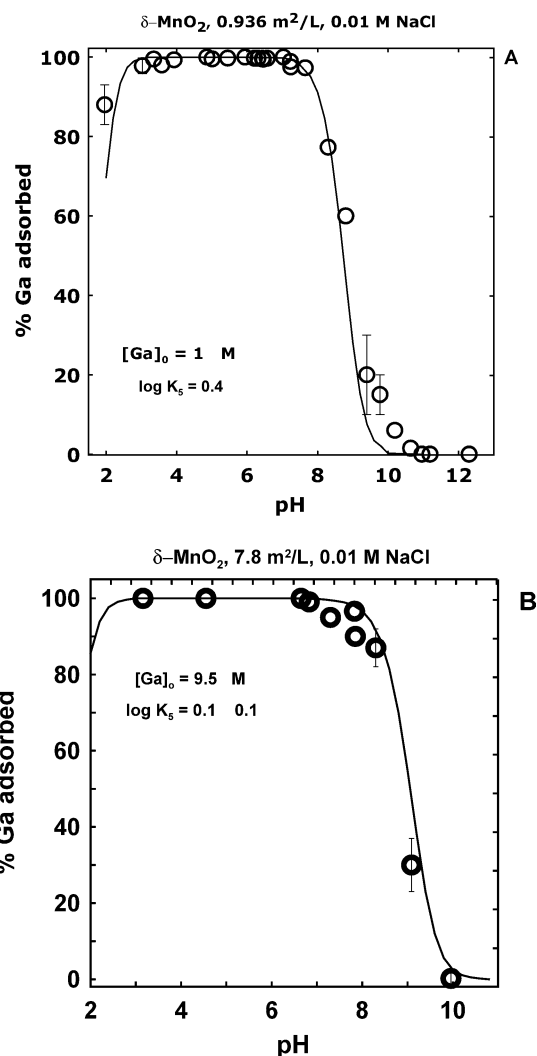 δ–MnO₂, 0.936 m²/L, 0.01 M NaCl
A
100
80
60
40
20
0
% Ga adsorbed
[Ga]ₒ = 1 M
log K₅ = 0.4
2 4 6 8 10 12
pH
δ–MnO₂, 7.8 m²/L, 0.01 M NaCl
B
100
80
60
40
20
0
% Ga adsorbed
[Ga]ₒ = 9.5 M
log K₅ = 0.1 0.1
2 4 6 8 10
pH